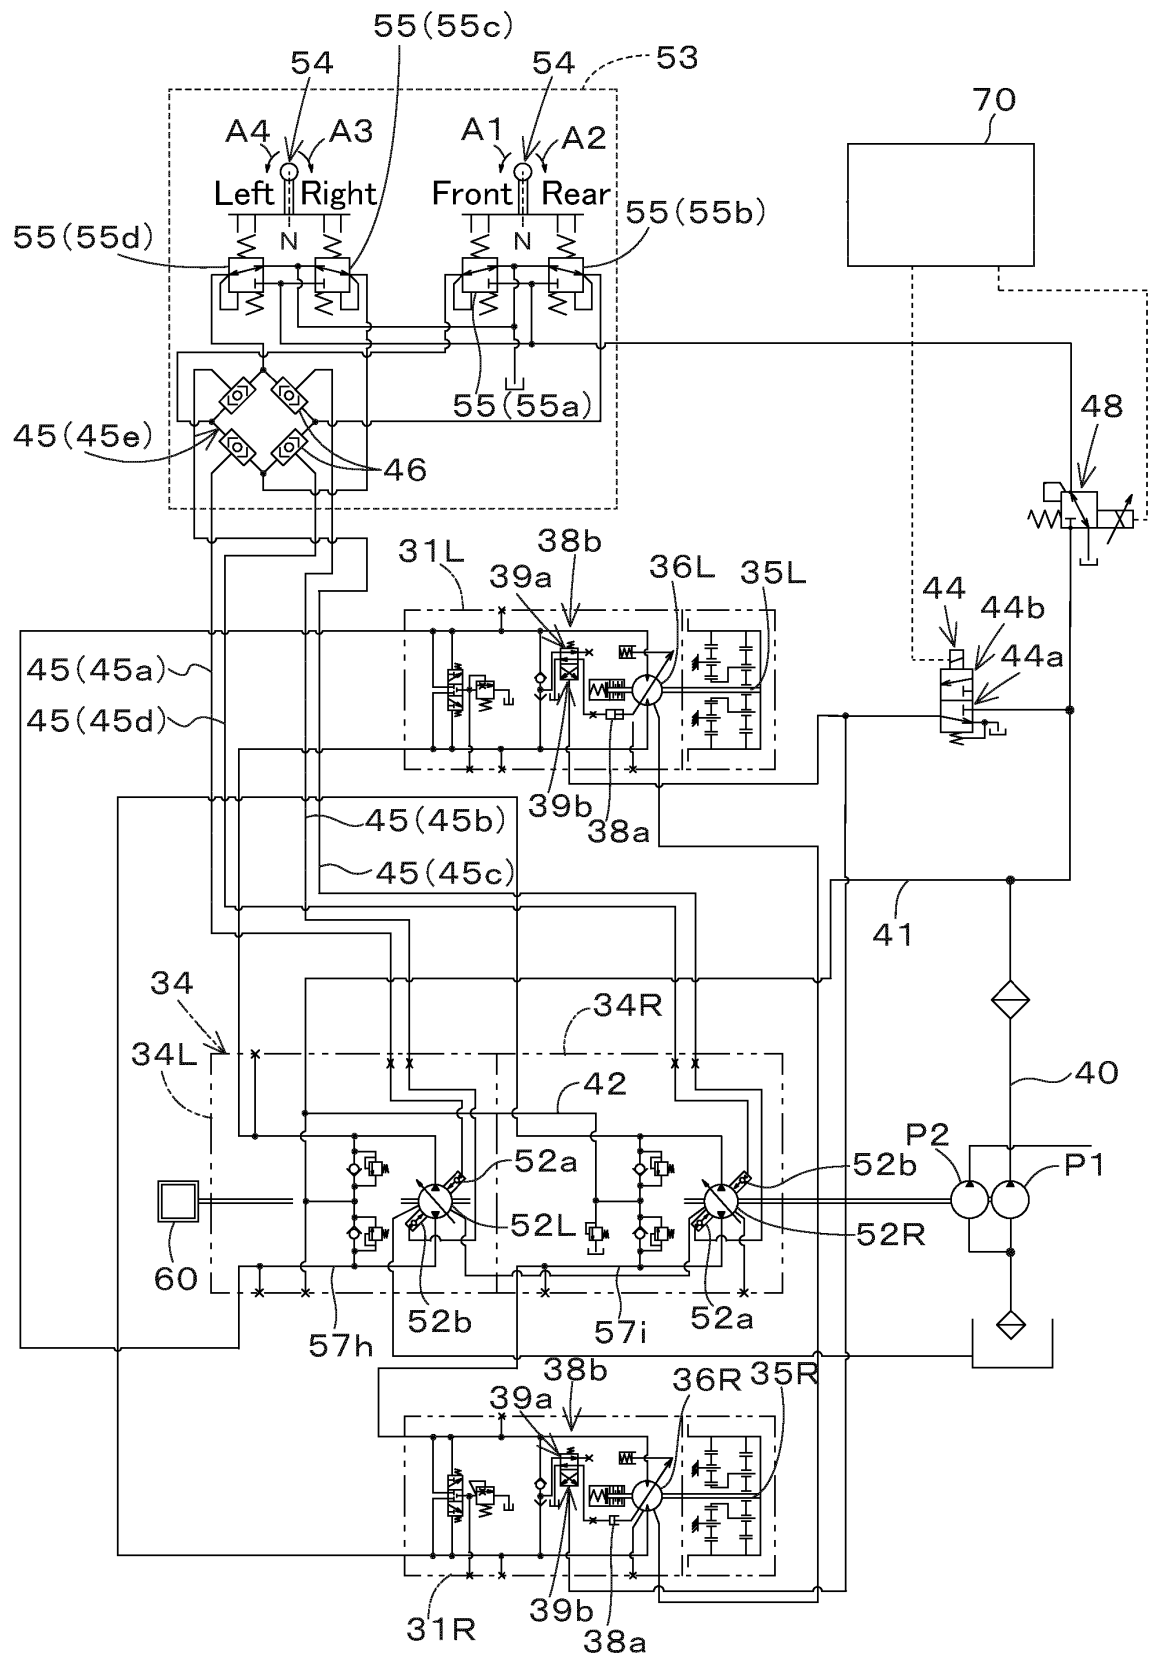 55(55c)
54
54
53
70
A4
A3
A1
A2
Left
Right
Front
Rear
55(55b)
N
N
55(55d)
55(55a)
48
45(45e)
46
38b
31L
39a
36L
35L
44
44b
44a
45(45a)
45(45d)
39b
38a
45(45b)
45(45c)
41
34
34R
34L
42
40
P2
P1
52a
52b
52L
52R
60
52b
52a
57h
57i
38b
36R
35R
39a
39b
31R
38a